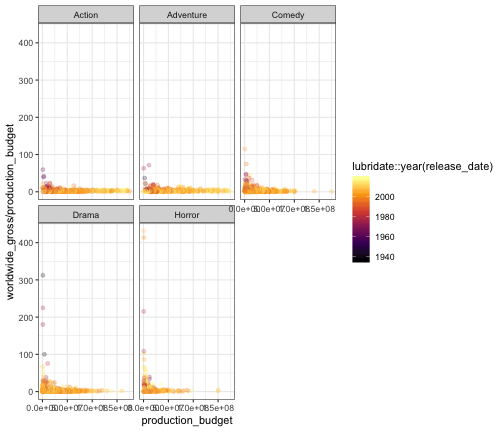 Action
Adventure
Comedy
400
300
200
100
0
Drama
Horror
400
300
200
100
0
worldwide_gross/production_budget
production_budget
lubridate::year(release_date)
2000
1980
1960
1940